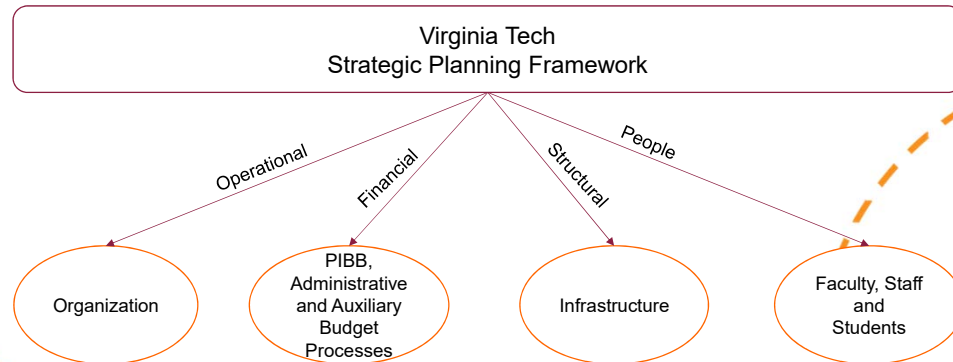 Virginia Tech
Strategic Planning Framework
Operational
Financial
Structural
People
Organization
PIBB,
Administrative
and Auxiliary
Budget
Processes
Infrastructure
Faculty, Staff
and
Students